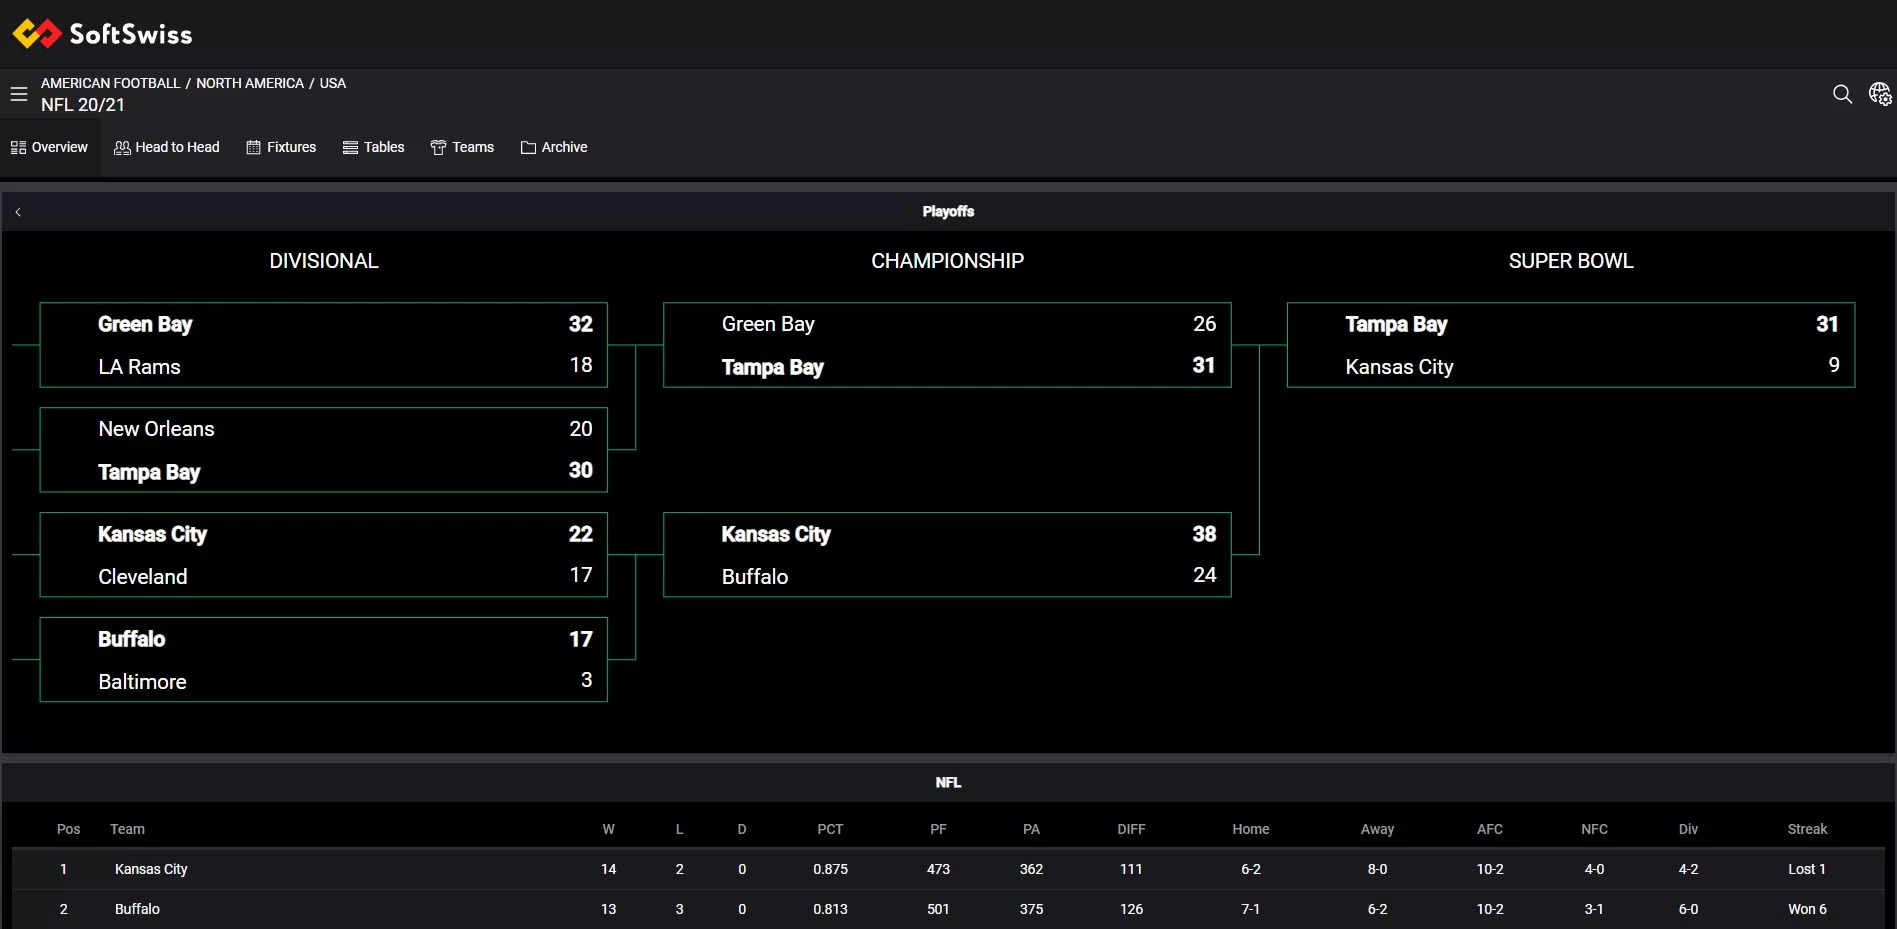 SoftSwiss
AMERICAN FOOTBALL / NORTH AMERICA / USA
NFL 20/21
Overview Head to Head Fixtures Tables Teams Archive
Playoffs
DIVISIONAL CHAMPIONSHIP SUPER BOWL
Green Bay 32
LA Rams 18
New Orleans 20
Tampa Bay 30
Kansas City 22
Cleveland 17
Buffalo 17
Baltimore 3
Green Bay 26
Tampa Bay 31
Kansas City 38
Buffalo 24
Tampa Bay 31
Kansas City 9
NFL
Pos Team W L D PCT PF PA DIFF Home Away AFC NFC Div Streak
1 Kansas City 14 2 0 0.875 473 362 111 6-2 8-0 10-2 4-0 4-2 Lost 1
2 Buffalo 13 3 0 0.813 501 375 126 7-1 6-2 10-2 3-1 6-0 Won 6